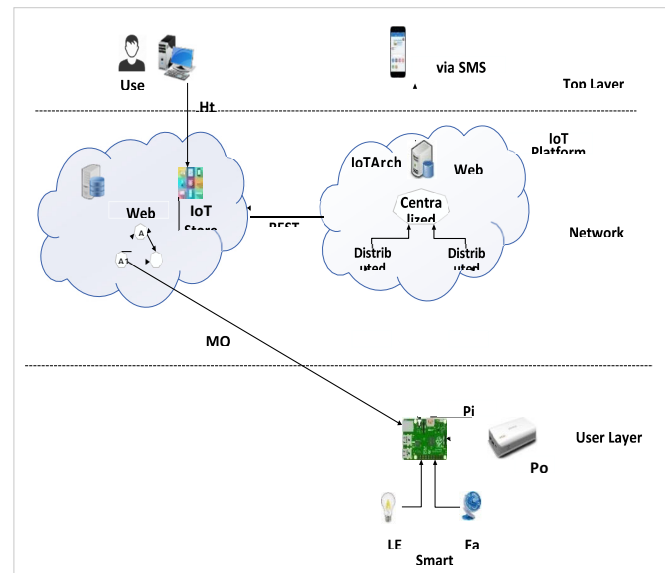 Use
via SMS
Top Layer
Ht
IoT
Platform
IoTArch
Web
Web
IoT
Store
Centra
lized
REST
Network
Distrib
uted
Distrib
uted
A
A1
MO
Pi
User Layer
Po
LE
Fa
Smart